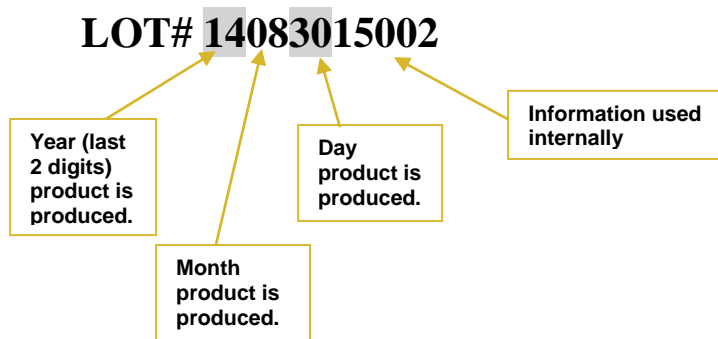 LOT# 14083015002
Year (last
2 digits)
product is
produced.
Day
product is
produced.
Information used
internally
Month
product is
produced.